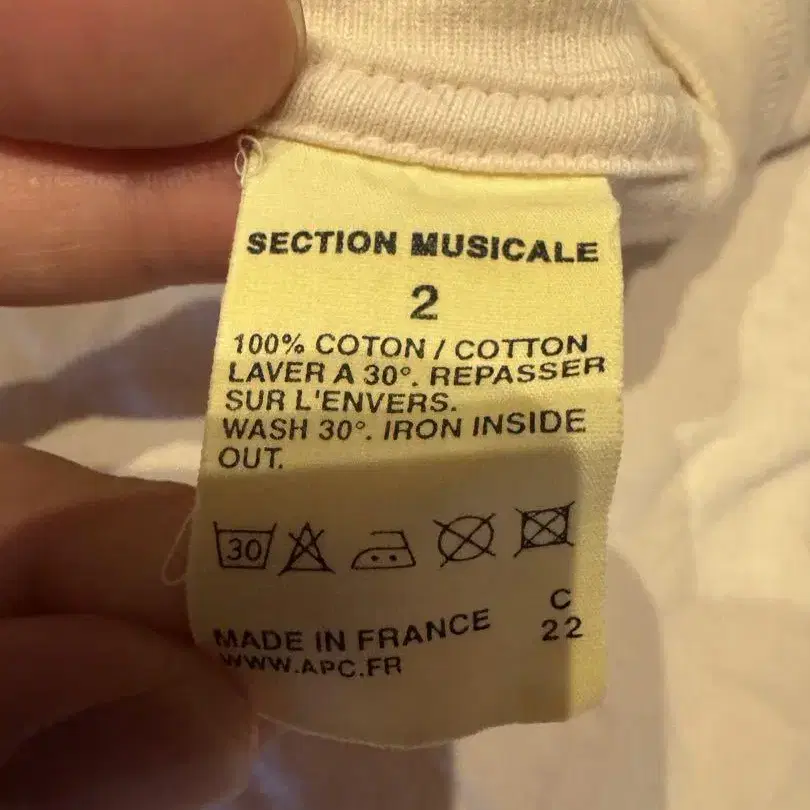 SECTION MUSICALE
2
100% COTON / COTTON
LAVER A 30°. REPASSER
SUR L'ENVERS.
WASH 30°. IRON INSIDE
OUT.
30
C
MADE IN FRANCE 22
WWW.APC.FR